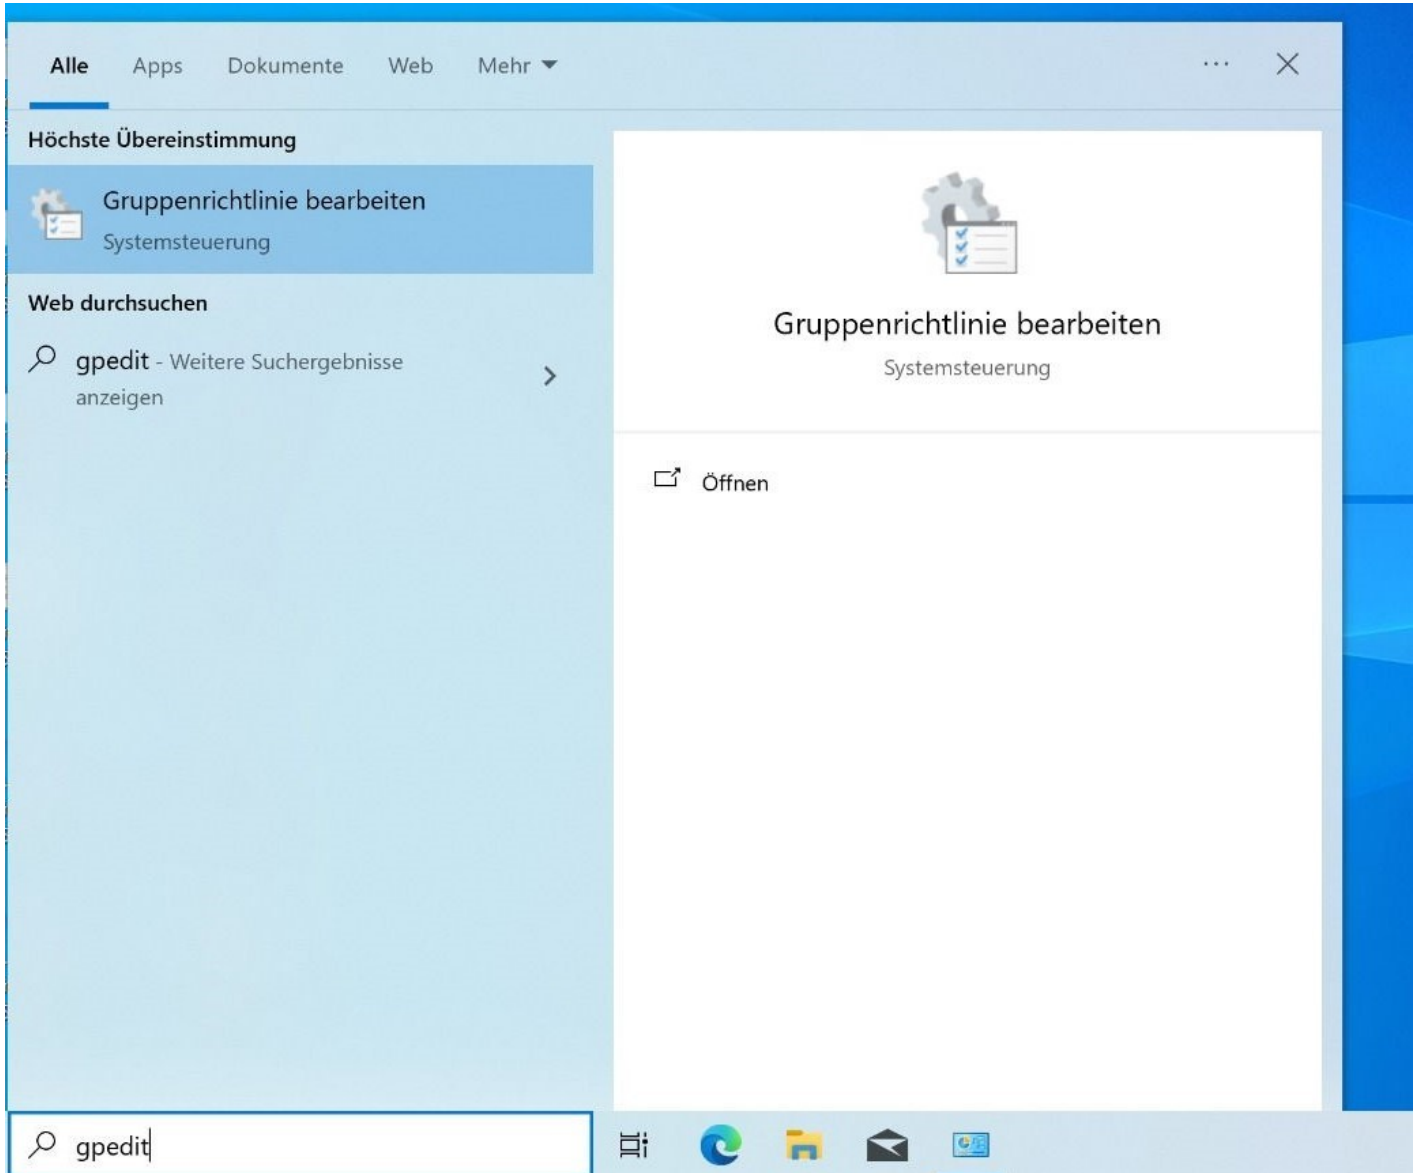 Alle Apps Dokumente Web Mehr
Höchste Übereinstimmung
Gruppenrichtlinie bearbeiten
Systemsteuerung
Web durchsuchen
gpedit - Weitere Suchergebnisse
anzeigen
Gruppenrichtlinie bearbeiten
Systemsteuerung
Öffnen
gpedit